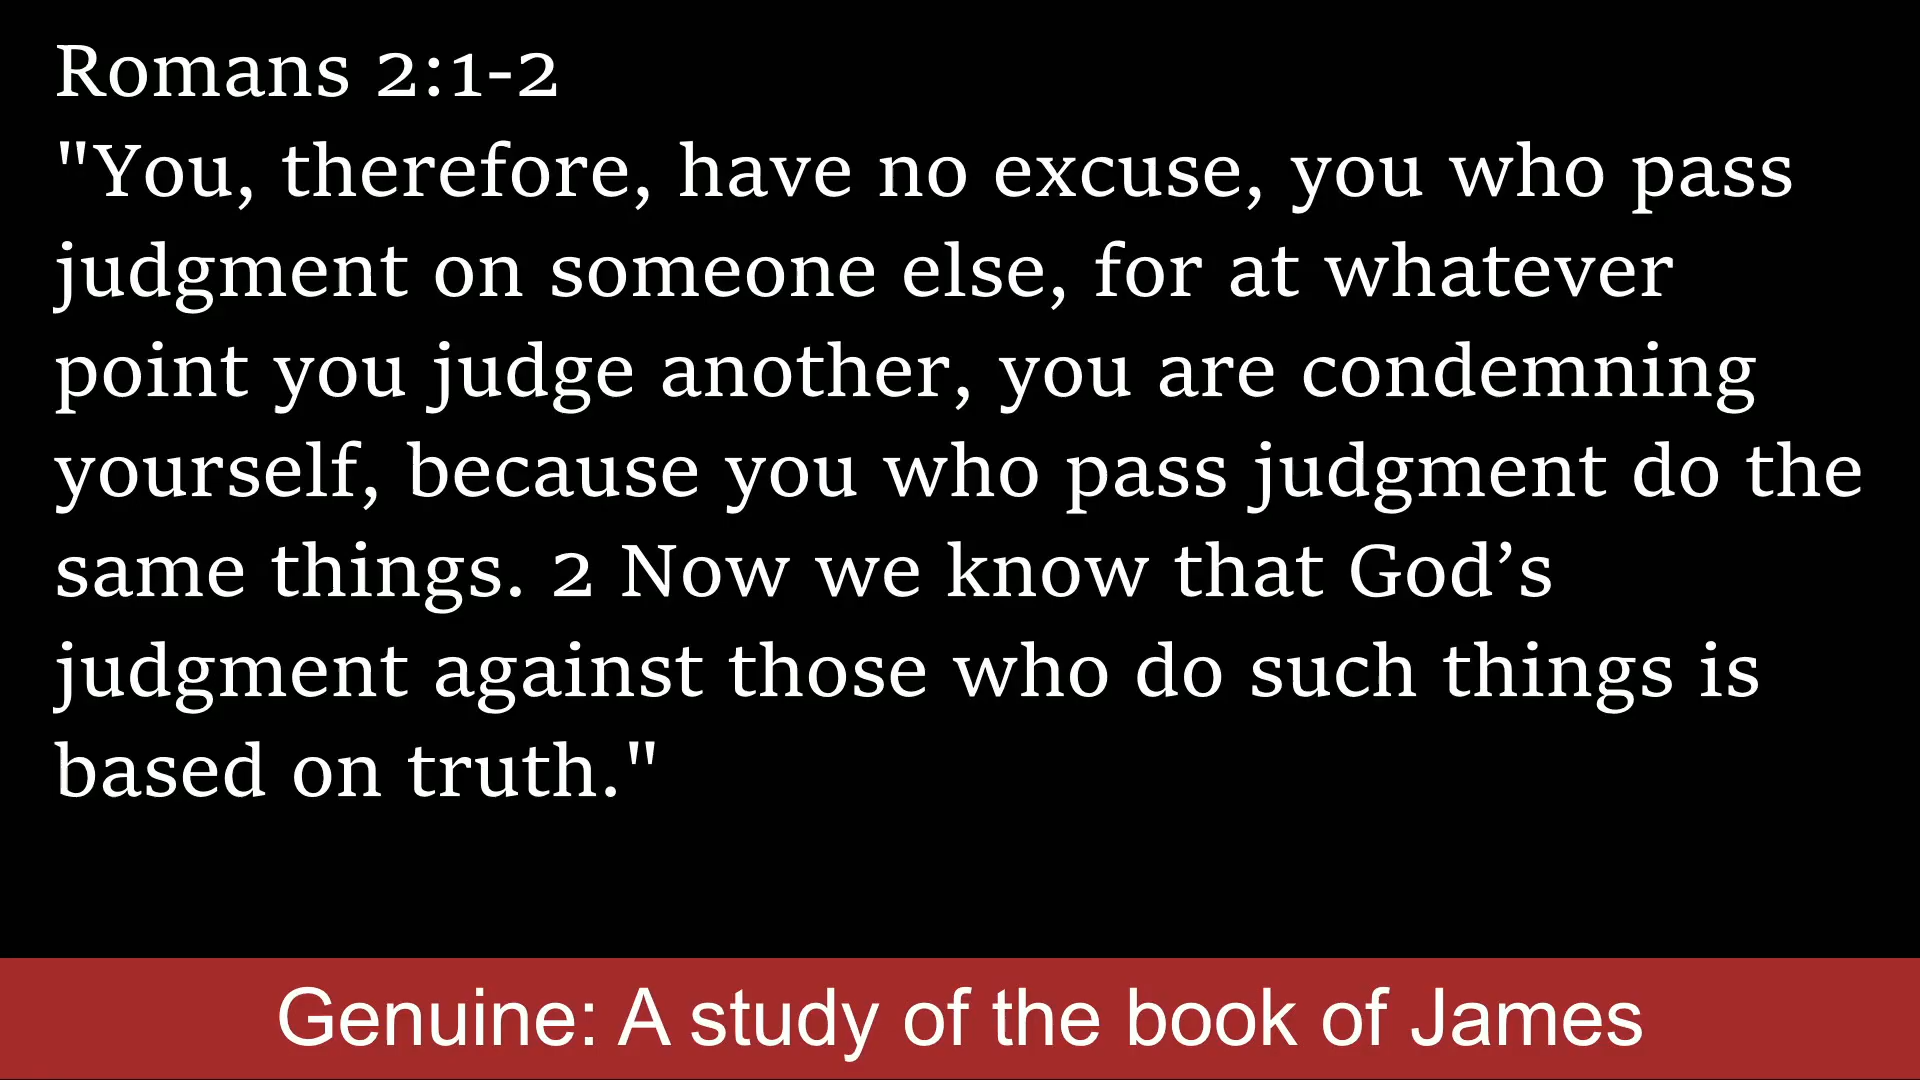 Romans 2:1-2
"You, therefore, have no excuse, you who pass
judgment on someone else, for at whatever
point you judge another, you are condemning
yourself, because you who pass judgment do the
same things. 2 Now we know that God’s
judgment against those who do such things is
based on truth."
Genuine: A study of the book of James